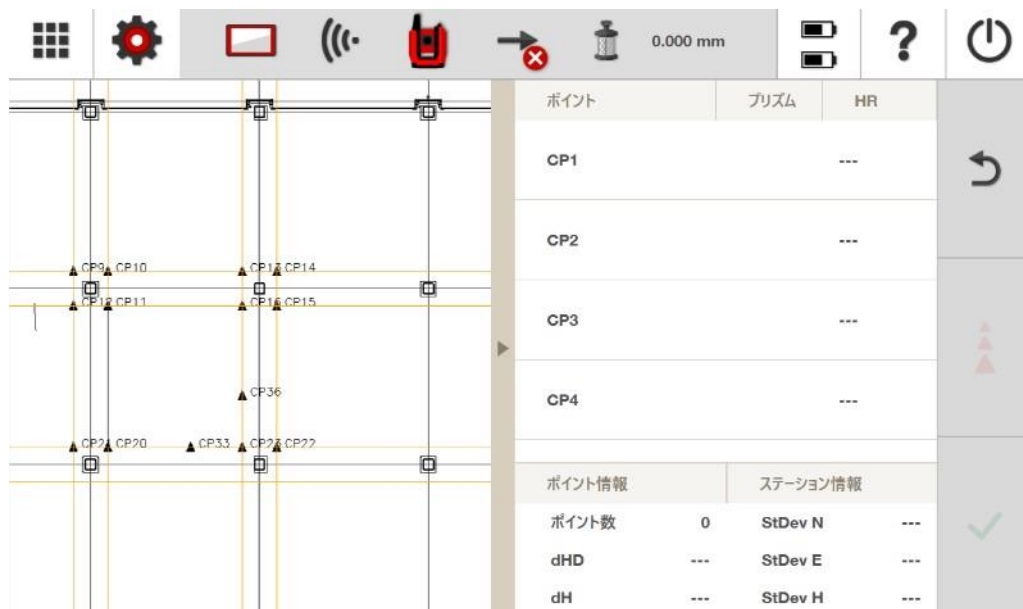 0.000 mm
?
ポイント プリズム HR
CP1 ---
CP2 ---
CP3 ---
CP4 ---
CP9 CP10 CP13 CP14
CP12 CP11 CP16 CP15
CP36
CP21 CP20 CP33 CP23 CP22
ポイント情報 ステーション情報
ポイント数 0 StDev N ---
dHD --- StDev E ---
dH --- StDev H ---